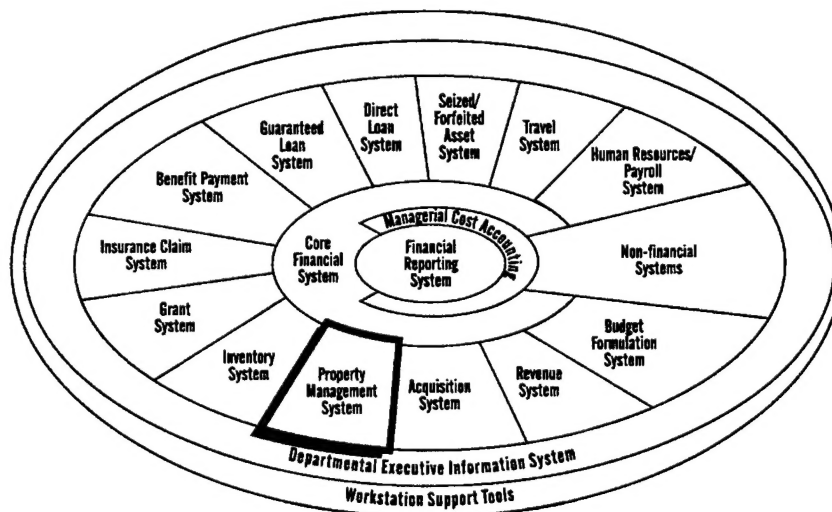 Direct
Loan
System
Seized/
Forfeited
Asset
System
Travel
System
Guaranteed
Loan
System
Human Resources/
Payroll
System
Benefit Payment
System
Insurance Claim
System
Core
Financial
System
Managerial Cost Accounting
Financial
Reporting
System
Non-financial
Systems
Grant
System
Inventory
System
Property
Management
System
Acquisition
System
Revenue
System
Budget
Formulation
System
Departmental Executive Information System
Workstation Support Tools